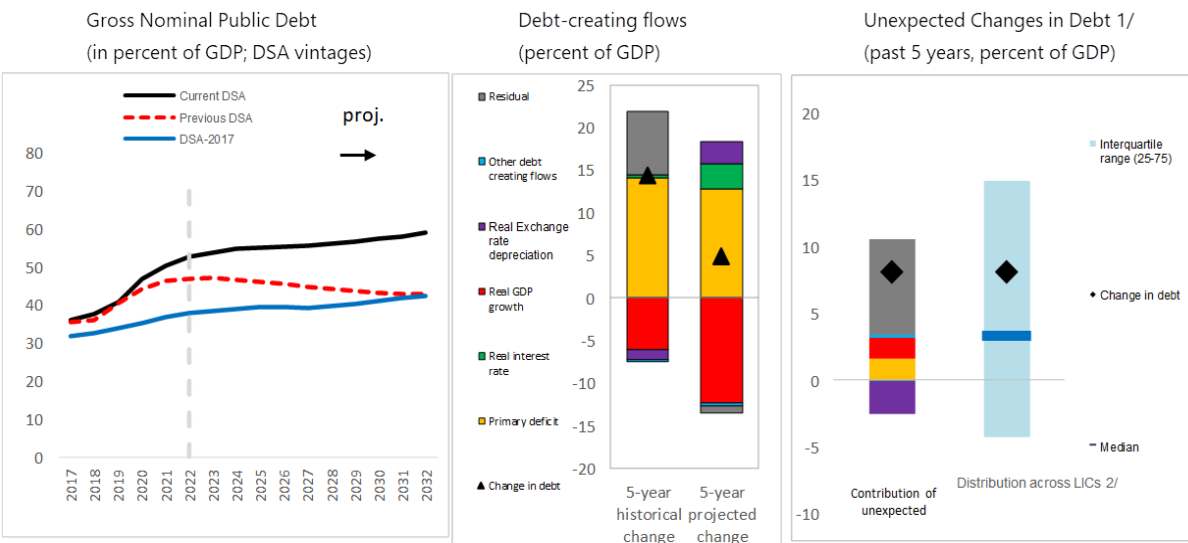 Gross Nominal Public Debt
(in percent of GDP; DSA vintages)
Current DSA
Previous DSA
DSA-2017
proj.
80
70
60
50
40
30
20
10
0
2017
2018
2019
2020
2021
2022
2023
2024
2025
2026
2027
2028
2029
2030
2031
2032
Debt-creating flows
(percent of GDP)
Residual
Other debt
creating flows
Real Exchange
rate
depreciation
Real GDP
growth
Real interest
rate
Primary deficit
Change in debt
25
20
15
10
5
0
-5
-10
-15
-20
5-year
historical
change
5-year
projected
change
Unexpected Changes in Debt 1/
(past 5 years, percent of GDP)
20
15
10
5
0
-5
-10
Interquartile
range (25-75)
Change in debt
Median
Contribution of
unexpected
Distribution across LICs 2/